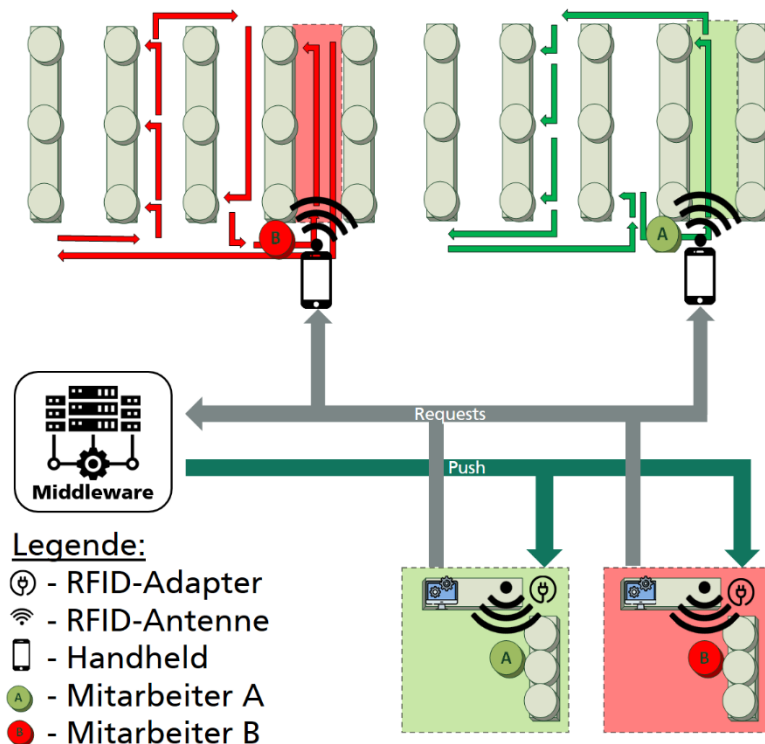 B
A
Requests
Middleware
Push
Legende:
- RFID-Adapter
- RFID-Antenne
- Handheld
A - Mitarbeiter A
B - Mitarbeiter B
A
B